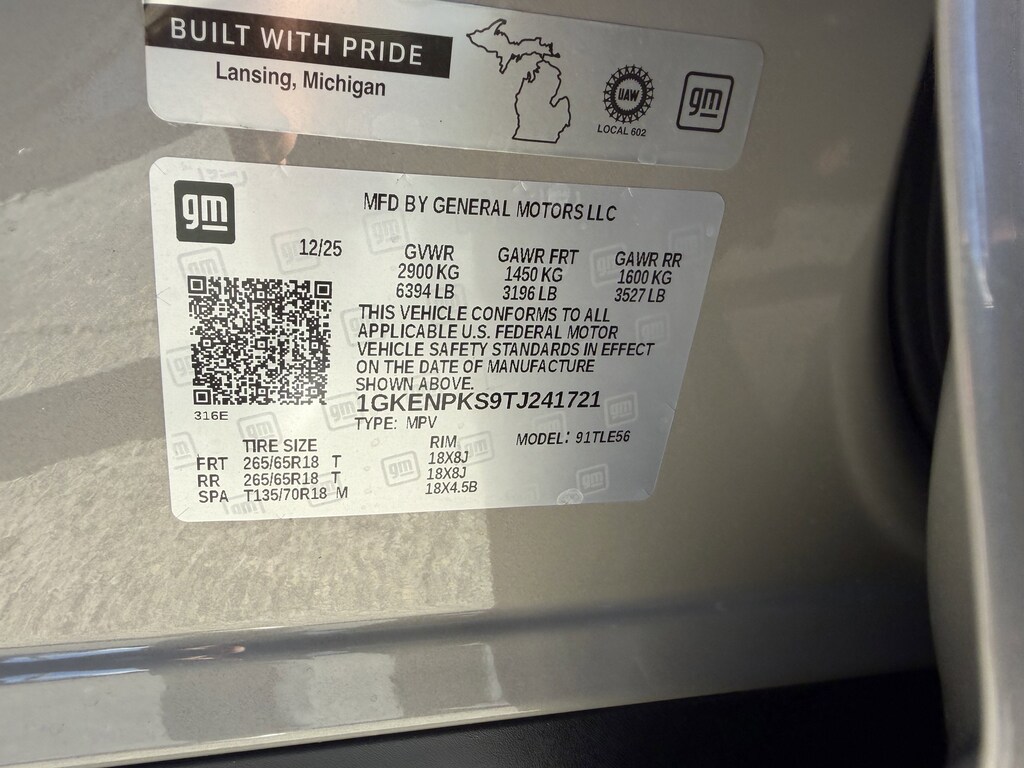 BUILT WITH PRIDE
Lansing, Michigan
UAW
LOCAL 602
gm
gm
MFD BY GENERAL MOTORS LLC
12/25
GVWR GAWR FRT GAWR RR
2900 KG 1450 KG 1600 KG
6394 LB 3196 LB 3527 LB
THIS VEHICLE CONFORMS TO ALL
APPLICABLE U.S. FEDERAL MOTOR
VEHICLE SAFETY STANDARDS IN EFFECT
ON THE DATE OF MANUFACTURE
SHOWN ABOVE.
316E
1GKENPKS9TJ241721
TYPE: MPV MODEL: 91TLE56
TIRE SIZE RIM
FRT 265/65R18 T 18X8J
RR 265/65R18 T 18X8J
SPA T135/70R18 M 18X4.5B